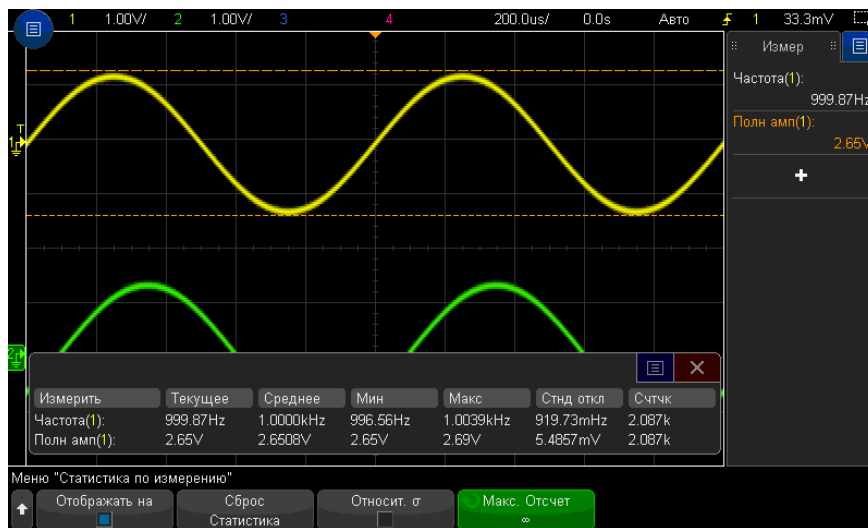 1 1.00V/ 2 1.00V/ 3 4 200.0us/ 0.0s Авто 1 33.3mV
Измер
Частота(1):
999.87Hz
Полн амп(1):
2.65V
T
1
2
Измерить Текущее Среднее Мин Макс Стнд откл Счтчк
Частота(1): 999.87Hz 1.0000kHz 996.56Hz 1.0039kHz 919.73mHz 2.087k
Полн амп(1): 2.65V 2.6508V 2.65V 2.69V 5.4857mV 2.087k
Меню "Статистика по измерению"
Отображать на Сброс Относит. σ Макс. Отсчет
Статистика ∞